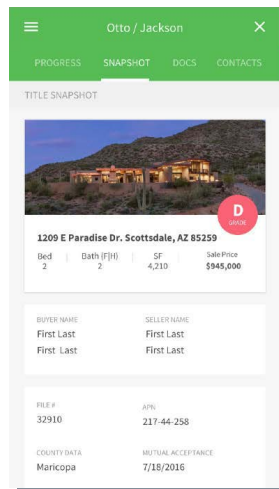 Otto / Jackson
PROGRESS SNAPSHOT DOCS CONTACTS
TITLE SNAPSHOT
D
GRADE
1209 E Paradise Dr. Scottsdale, AZ 85259
Bed Bath (F|H) SF Sale Price
2 2 4,210 $945,000
BUYER NAME SELLER NAME
First Last First Last
First Last First Last
FILE # APN
32910 217-44-258
COUNTY DATA MUTUAL ACCEPTANCE
Maricopa 7/18/2016